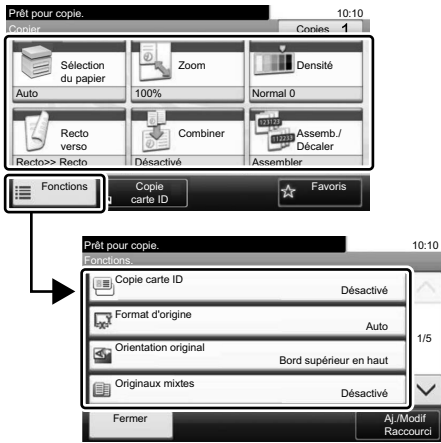 Prêt pour copie. 10:10
Copier Copies 1
Sélection
du papier
Auto
Zoom
100%
Densité
Normal 0
Recto
verso
Recto>> Recto
Combiner
Désactivé
123123
112233
Assemb./
Décaler
Assembler
Fonctions
Copie
carte ID
Favoris
Prêt pour copie. 10:10
Fonctions.
Copie carte ID
Désactivé
Format d'origine
Auto
Orientation original
Bord supérieur en haut
Originaux mixtes
Désactivé
1/5
Fermer
Aj./Modif
Raccourci